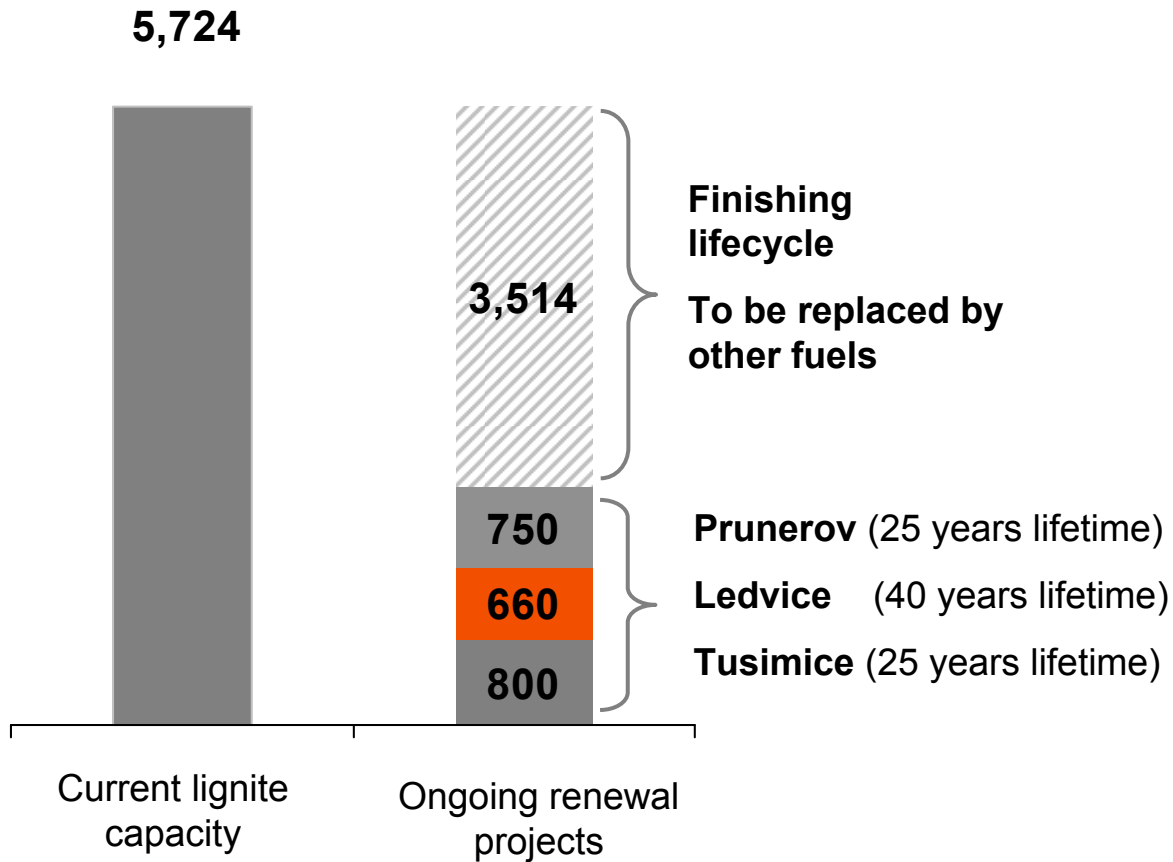 5,724
3,514
Finishing
lifecycle
To be replaced by
other fuels
750
Prunerov (25 years lifetime)
660
Ledvice (40 years lifetime)
800
Tusimice (25 years lifetime)
Current lignite
capacity
Ongoing renewal
projects